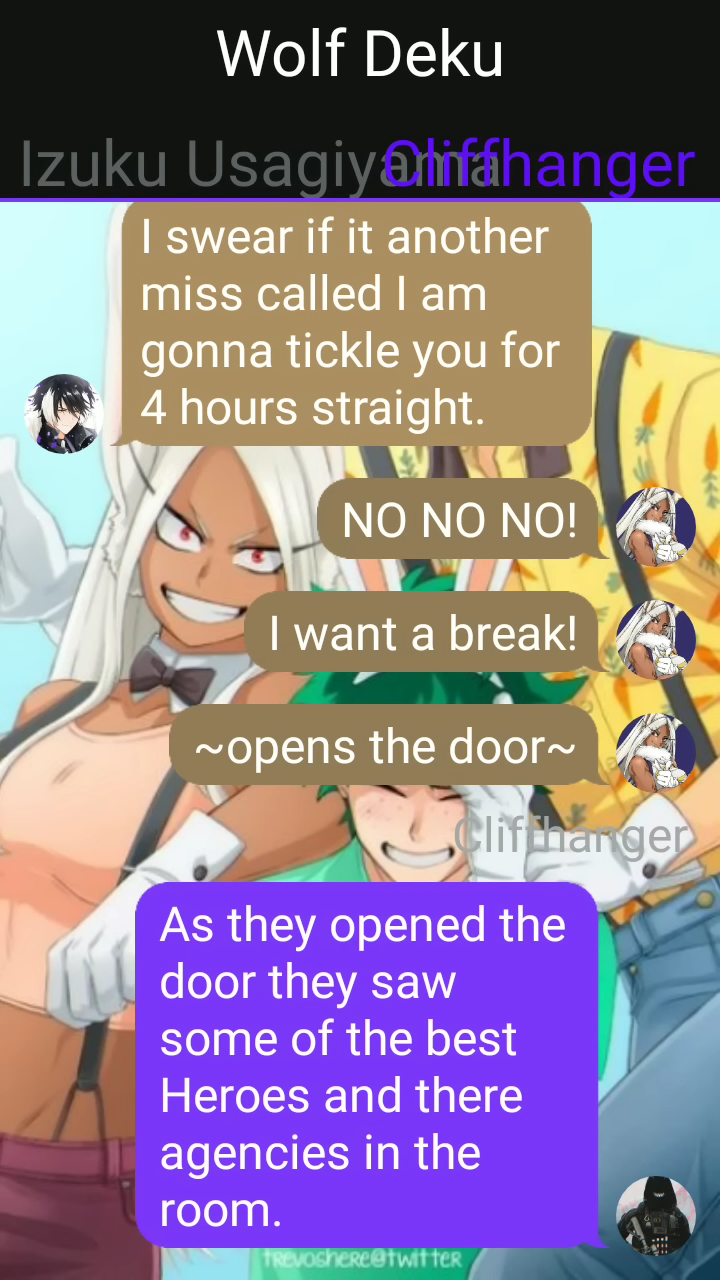 Wolf Deku
Izuku Usagiyama
Cliffhanger
I swear if it another
miss called I am
gonna tickle you for
4 hours straight.
NO NO NO!
I want a break!
~opens the door~
Cliffhanger
As they opened the
door they saw
some of the best
Heroes and there
agencies in the
room.
trevoshere@twitter